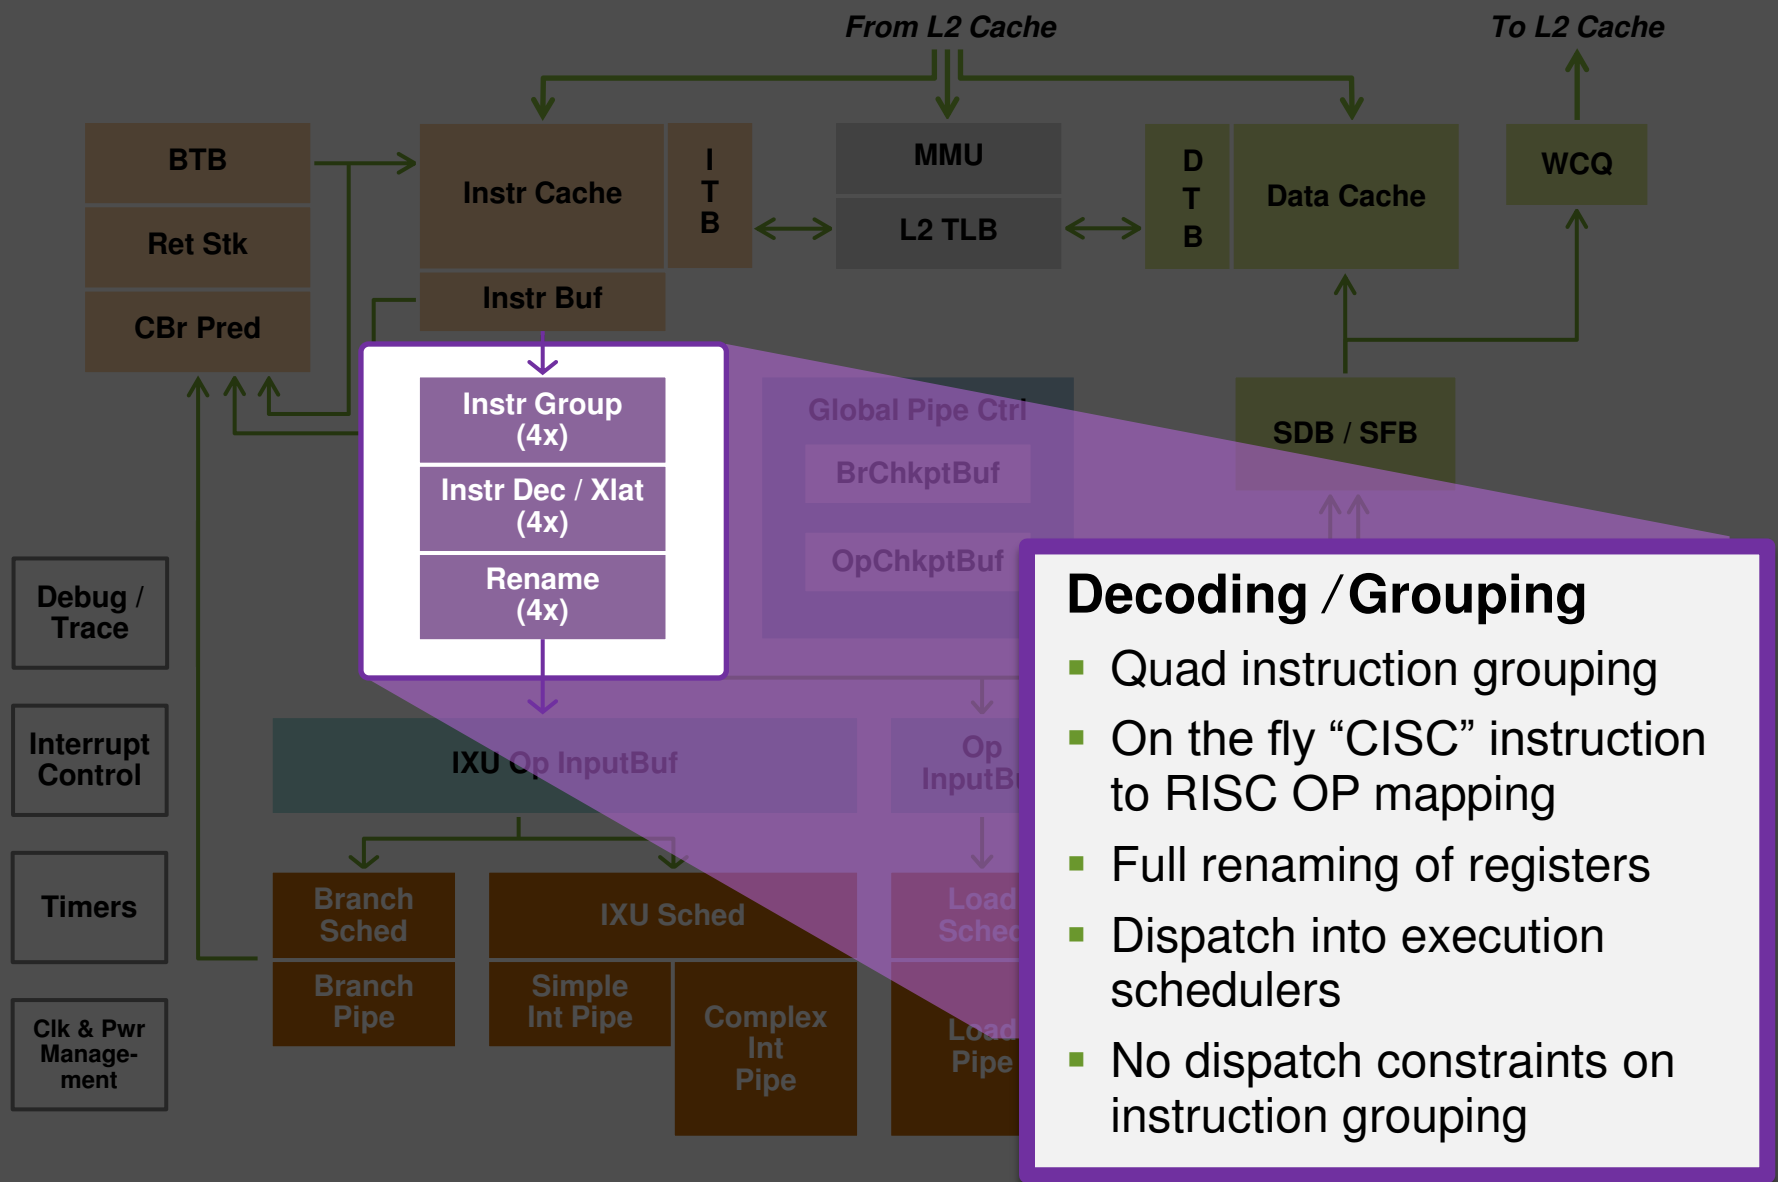 From L2 Cache
To L2 Cache
BTB
Ret Stk
CBr Pred
Instr Cache
I
T
B
Instr Buf
MMU
L2 TLB
D
T
B
Data Cache
WCQ
Instr Group
(4x)
Instr Dec / Xlat
(4x)
Rename
(4x)
Global Pipe Ctrl
BrChkptBuf
OpChkptBuf
SDB / SFB
Debug /
Trace
Interrupt
Control
Timers
Clk & Pwr
Manage-
ment
IXU Op InputBuf
Op
Branch
Sched
IXU Sched
Load
Branch
Pipe
Simple
Int Pipe
Complex
Int
Pipe
Load
Pipe
Decoding / Grouping
▪ Quad instruction grouping
▪ On the fly “CISC” instruction
to RISC OP mapping
▪ Full renaming of registers
▪ Dispatch into execution
schedulers
▪ No dispatch constraints on
instruction grouping